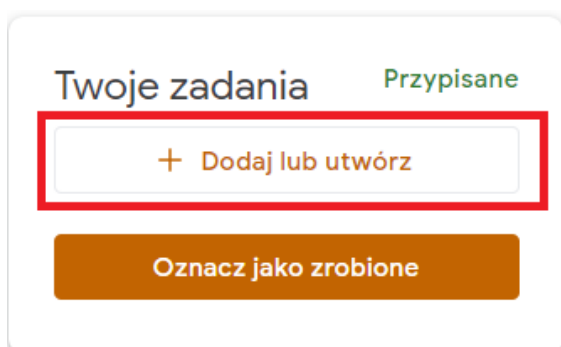 Twoje zadania Przypisane
+ Dodaj lub utwórz
Oznacz jako zrobione